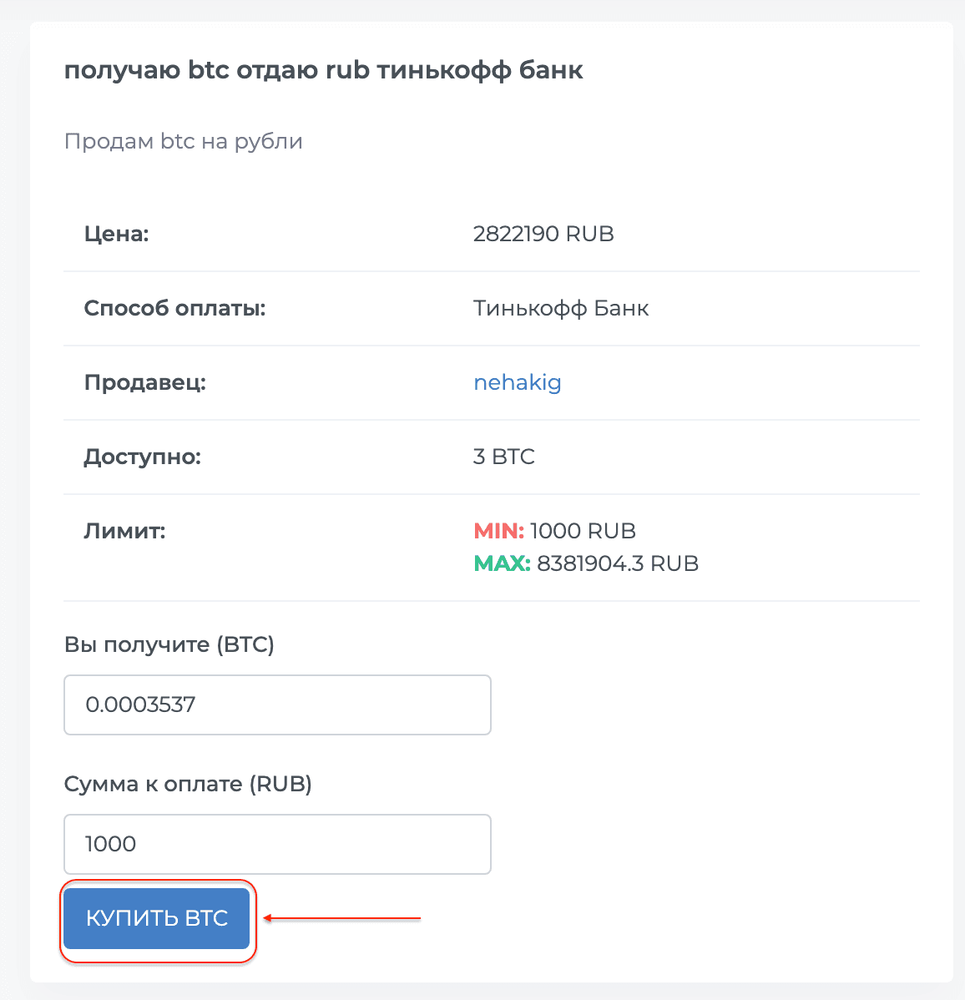 получаю btc отдаю rub тинькофф банк
Продам btc на рубли
Цена: 2822190 RUB
Способ оплаты: Тинькофф Банк
Продавец: nehakig
Доступно: 3 BTC
Лимит: MIN: 1000 RUB
MAX: 8381904.3 RUB
Вы получите (BTC)
0.0003537
Сумма к оплате (RUB)
1000
КУПИТЬ BTC